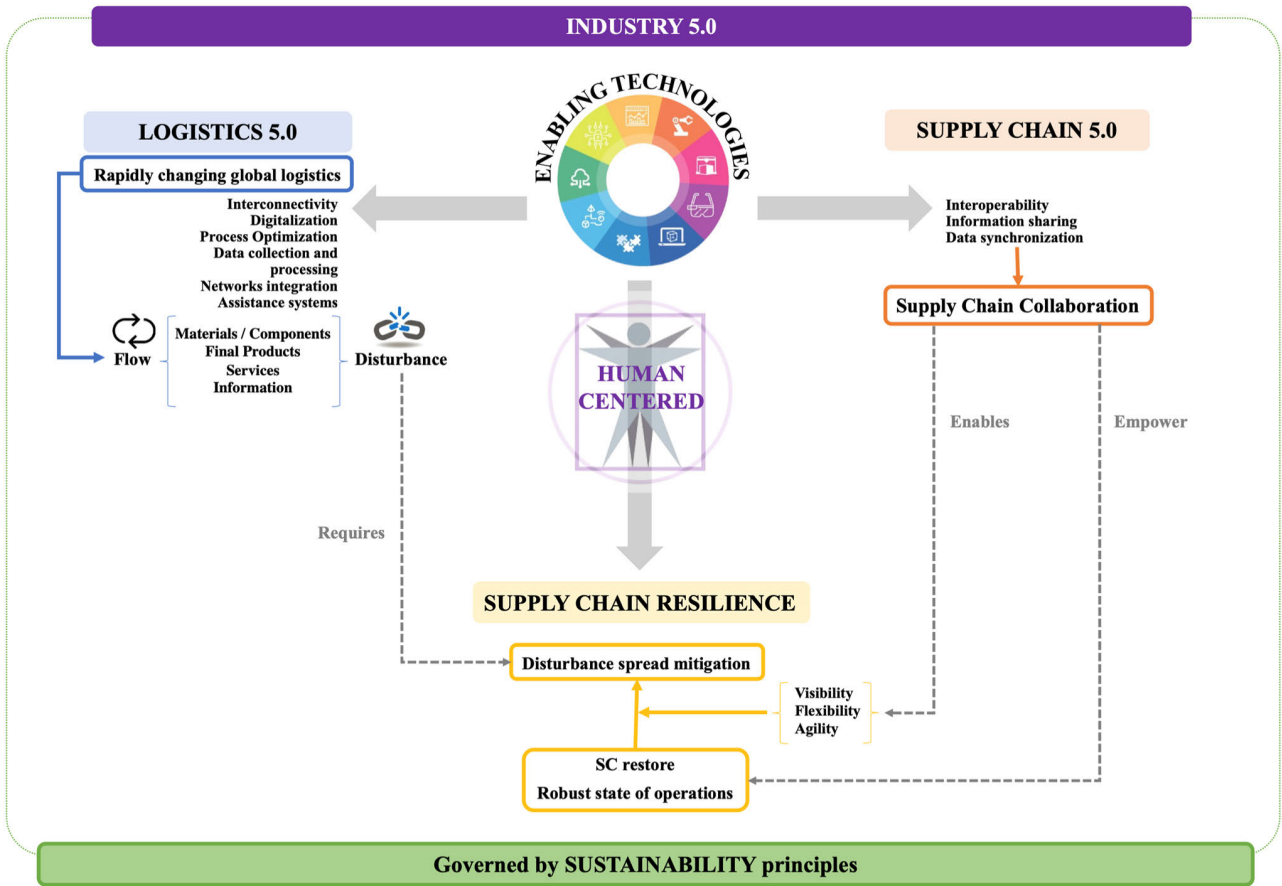 INDUSTRY 5.0
ENABLING TECHNOLOGIES
LOGISTICS 5.0
Rapidly changing global logistics
Interconnectivity
Digitalization
Process Optimization
Data collection and
processing
Networks integration
Assistance systems
Flow
Materials / Components
Final Products
Services
Information
Disturbance
SUPPLY CHAIN 5.0
Interoperability
Information sharing
Data synchronization
Supply Chain Collaboration
HUMAN
CENTERED
Enables
Empower
Requires
SUPPLY CHAIN RESILIENCE
Disturbance spread mitigation
Visibility
Flexibility
Agility
SC restore
Robust state of operations
Governed by SUSTAINABILITY principles